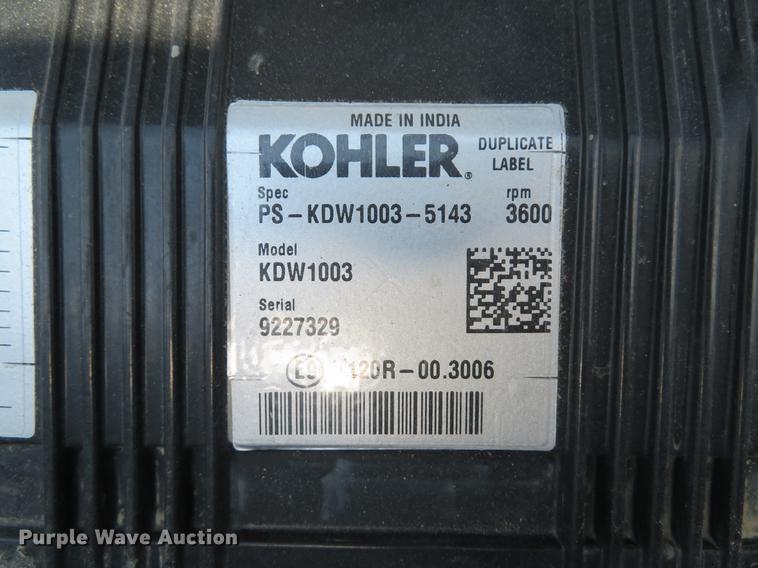 MADE IN INDIA
KOHLER® DUPLICATE LABEL
Spec rpm
PS-KDW1003-5143 3600
Model
KDW1003
Serial
9227329
120R-00.3006
Purple Wave Auction®